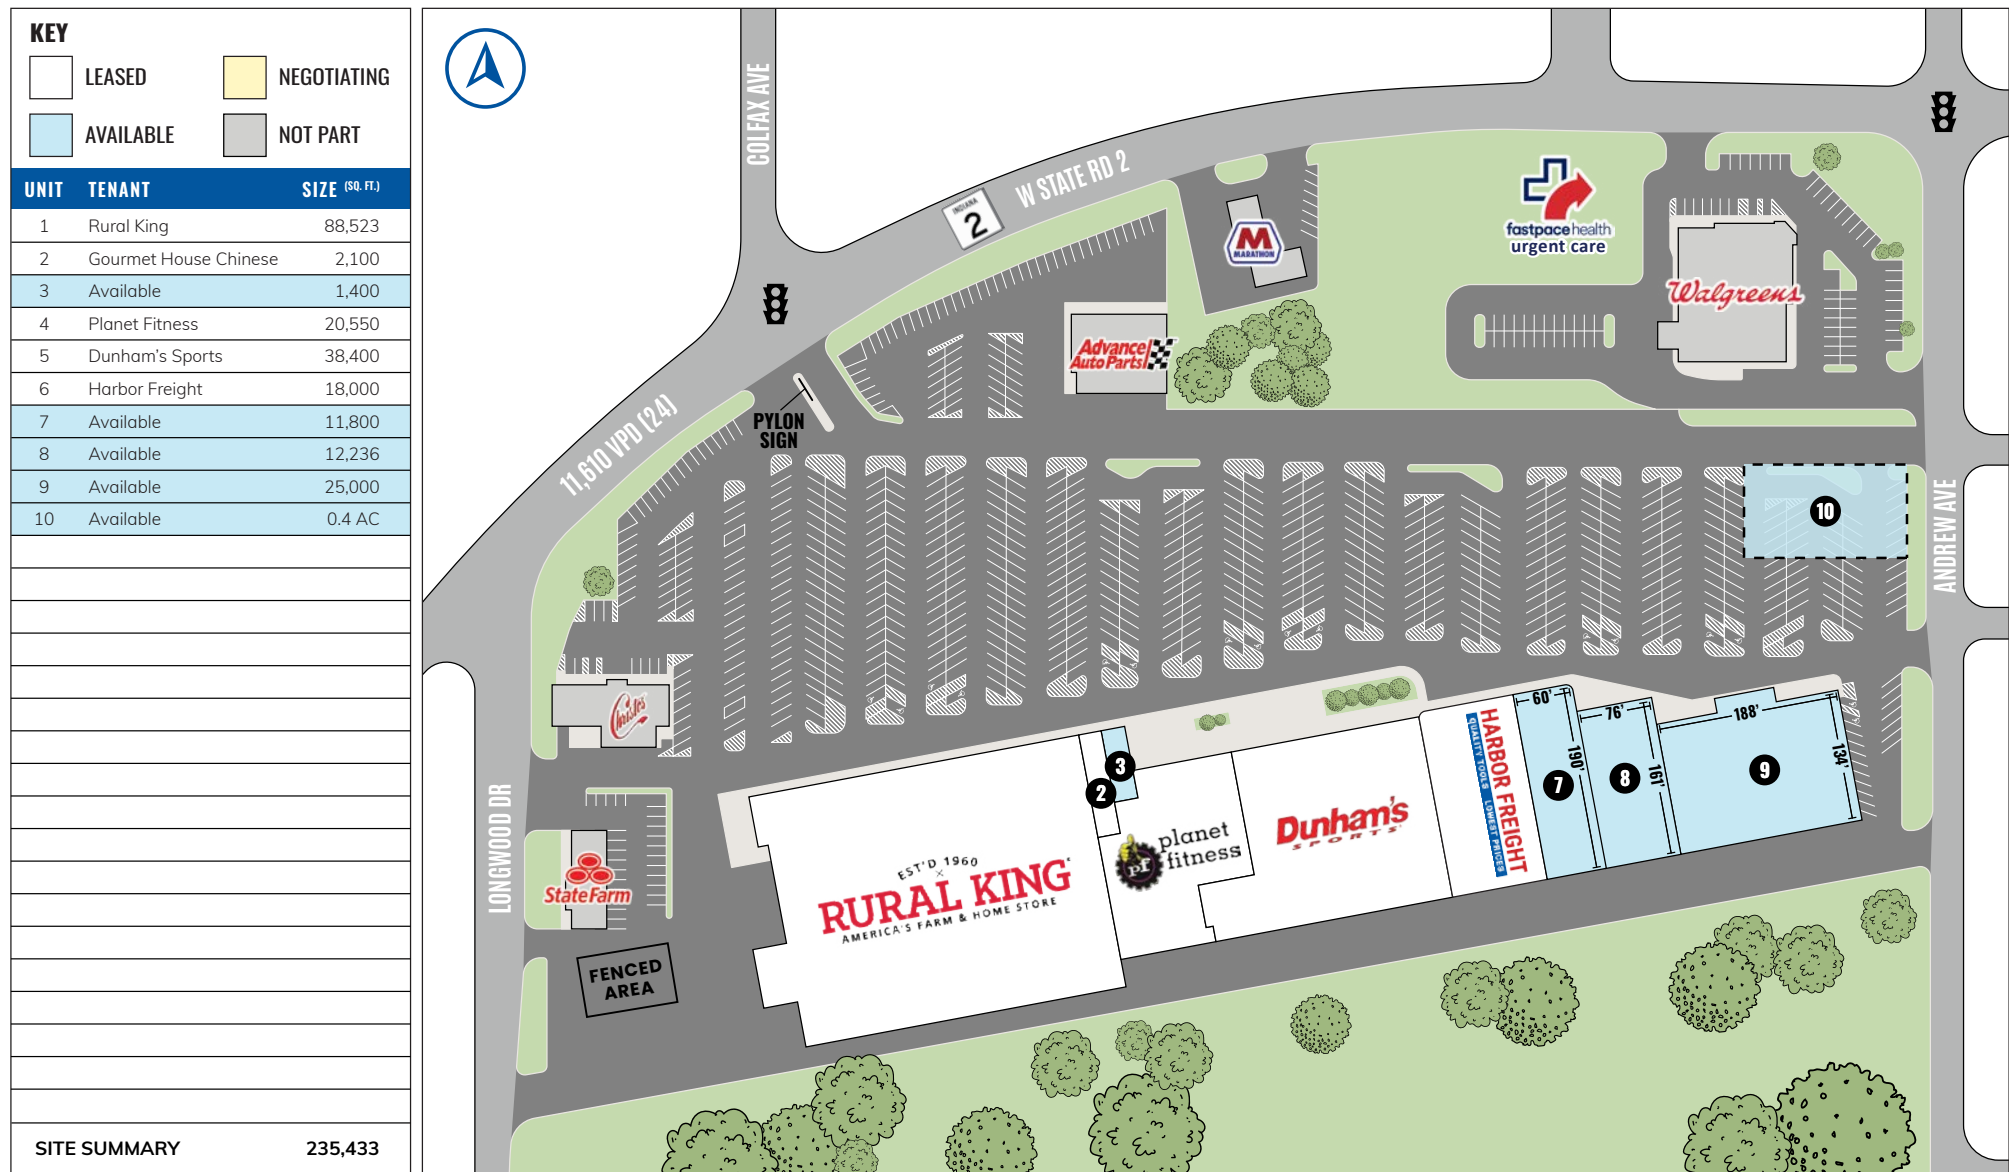 KEY
LEASED
NEGOTIATING
AVAILABLE
NOT PART
UNIT TENANT SIZE (SQ. FT.)
1 Rural King 88,523
2 Gourmet House Chinese 2,100
3 Available 1,400
4 Planet Fitness 20,550
5 Dunham's Sports 38,400
6 Harbor Freight 18,000
7 Available 11,800
8 Available 12,236
9 Available 25,000
10 Available 0.4 AC
SITE SUMMARY 235,433
COLFAX AVE
W STATE RD 2
INDIANA
2
11,610 VPD (24)
PYLON
SIGN
M
MARATHON
fastpace health
urgent care
Walgreens
Advance
Auto Parts
10
ANDREW AVE
Christo's
LONGWOOD DR
StateFarm
FENCED
AREA
EST'D 1960
RURAL KING
AMERICA'S FARM & HOME STORE
3
2
pf
planet
fitness
Dunham's
SPORTS
HARBOR FREIGHT
QUALITY TOOLS LOWEST PRICES
60'
190'
7
76'
161'
8
188'
134'
9